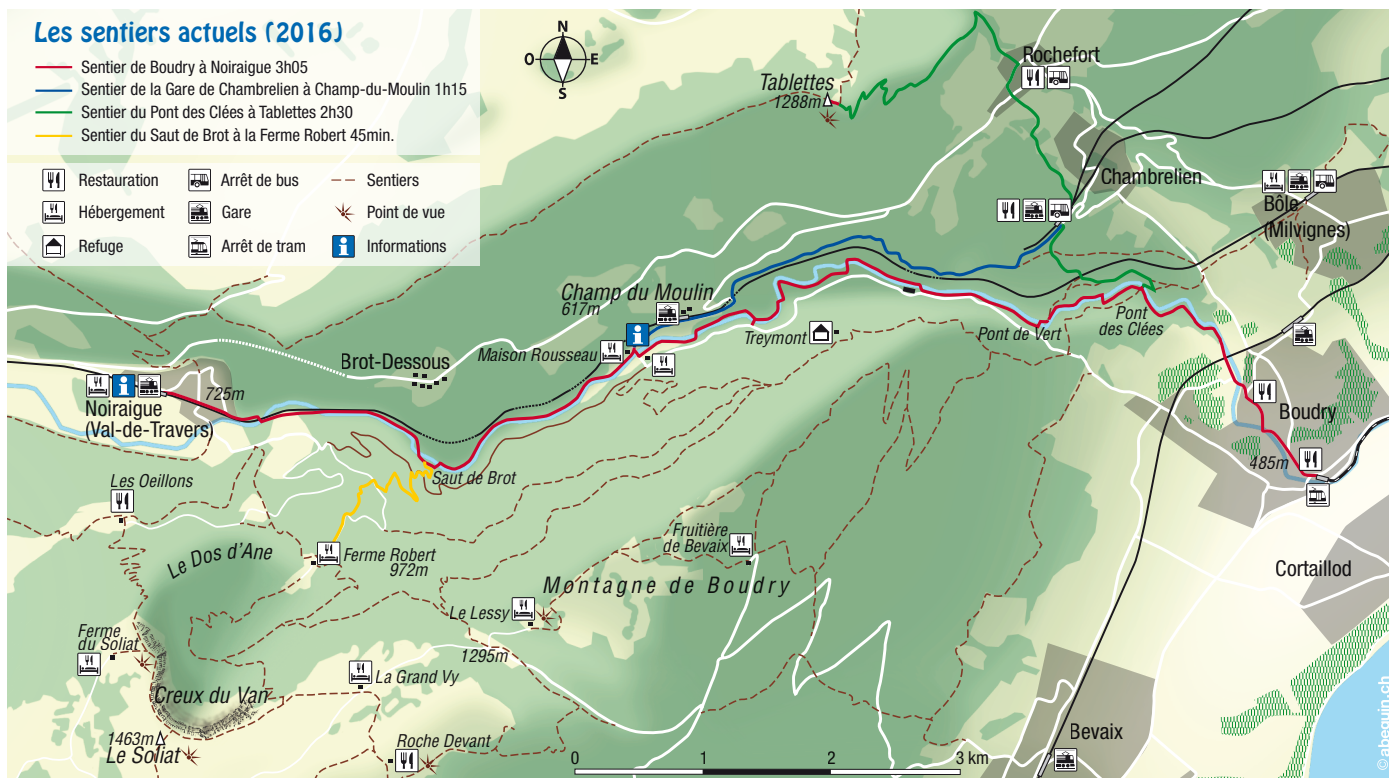 Les sentiers actuels (2016)
Sentier de Boudry à Noiraigue 3h05
Sentier de la Gare de Chambrelien à Champ-du-Moulin 1h15
Sentier du Pont des Clées à Tablettes 2h30
Sentier du Saut de Brot à la Ferme Robert 45min.
Restauration
Arrêt de bus
Sentiers
Hébergement
Gare
Point de vue
Refuge
Arrêt de tram
i
Informations
N
O
E
S
Tablettes
1288m
Rochefort
Chambrelien
Bôle
(Milvignes)
Champ du Moulin
617m
i
Maison Rousseau
Treymont
Pont de Vert
Pont
des Clées
Brot-Dessous
i
725m
Noiraigue
(Val-de-Travers)
Boudry
485m
Saut de Brot
Les Oeillons
Le Dos d'Ane
Ferme Robert
972m
Fruitière
de Bevaix
Montagne de Boudry
Cortaillod
Le Lessy
1295m
Ferme
du Soliat
La Grand Vy
Creux du Van
1463m
Le Soliat
Roche Devant
Bevaix
0
1
2
3 km
©abeguin.ch